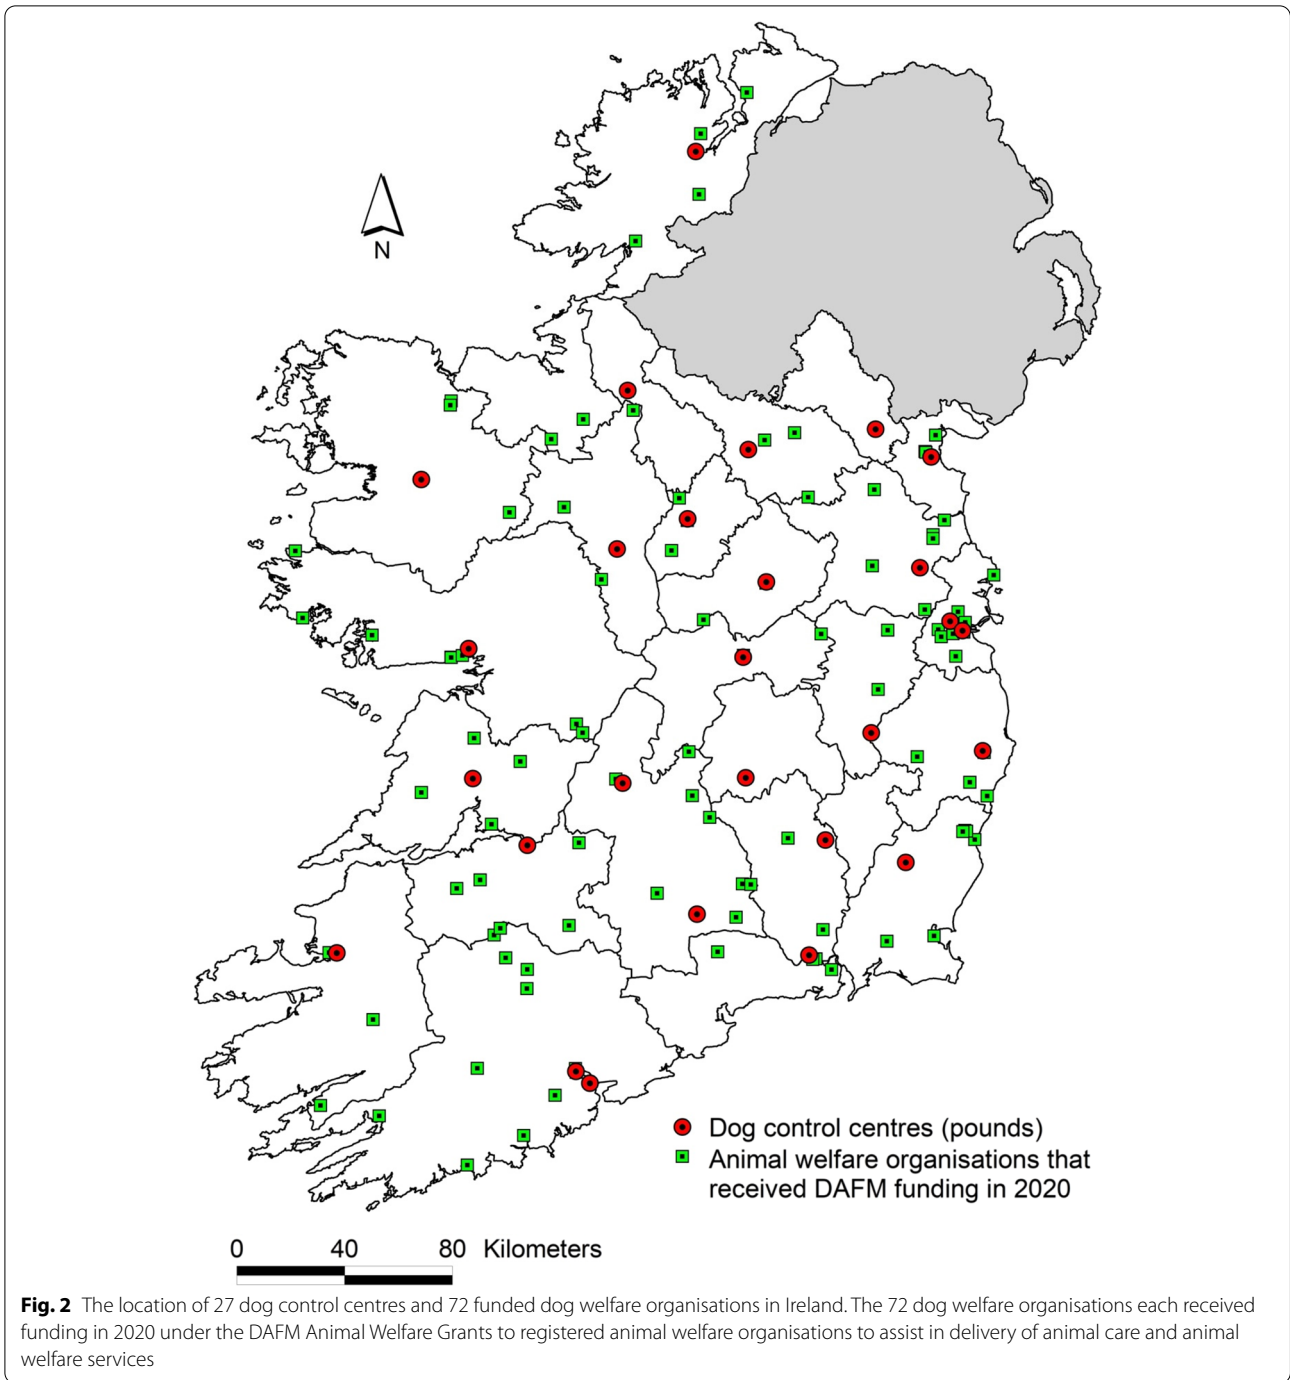 N
Dog control centres (pounds)
Animal welfare organisations that
received DAFM funding in 2020
0 40 80 Kilometers
Fig. 2 The location of 27 dog control centres and 72 funded dog welfare organisations in Ireland. The 72 dog welfare organisations each received
funding in 2020 under the DAFM Animal Welfare Grants to registered animal welfare organisations to assist in delivery of animal care and animal
welfare services